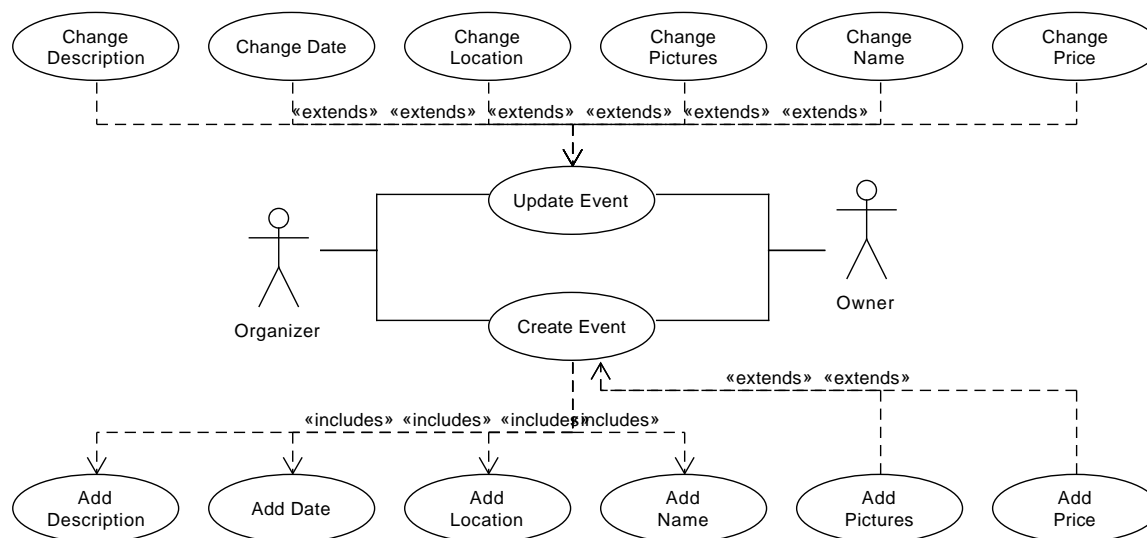 Change
Description
Change Date
Change
Location
Change
Pictures
Change
Name
Change
Price
«extends» «extends» «extends» «extends» «extends» «extends»
Update Event
Organizer
Owner
Create Event
«extends» «extends»
«includes» «includes» «includes» «includes»
Add
Description
Add Date
Add
Location
Add
Name
Add
Pictures
Add
Price